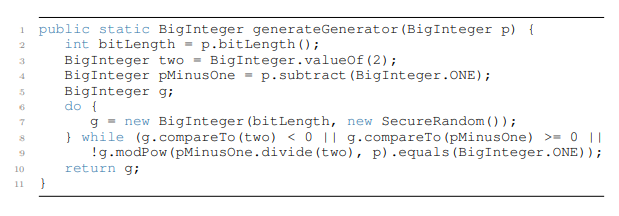 1 public static BigInteger generateGenerator(BigInteger p) {
2 int bitLength = p.bitLength();
3 BigInteger two = BigInteger.valueOf(2);
4 BigInteger pMinusOne = p.subtract(BigInteger.ONE);
5 BigInteger g;
6 do {
7 g = new BigInteger(bitLength, new SecureRandom());
8 } while (g.compareTo(two) < 0 || g.compareTo(pMinusOne) >= 0 ||
9 !g.modPow(pMinusOne.divide(two), p).equals(BigInteger.ONE));
10 return g;
11 }